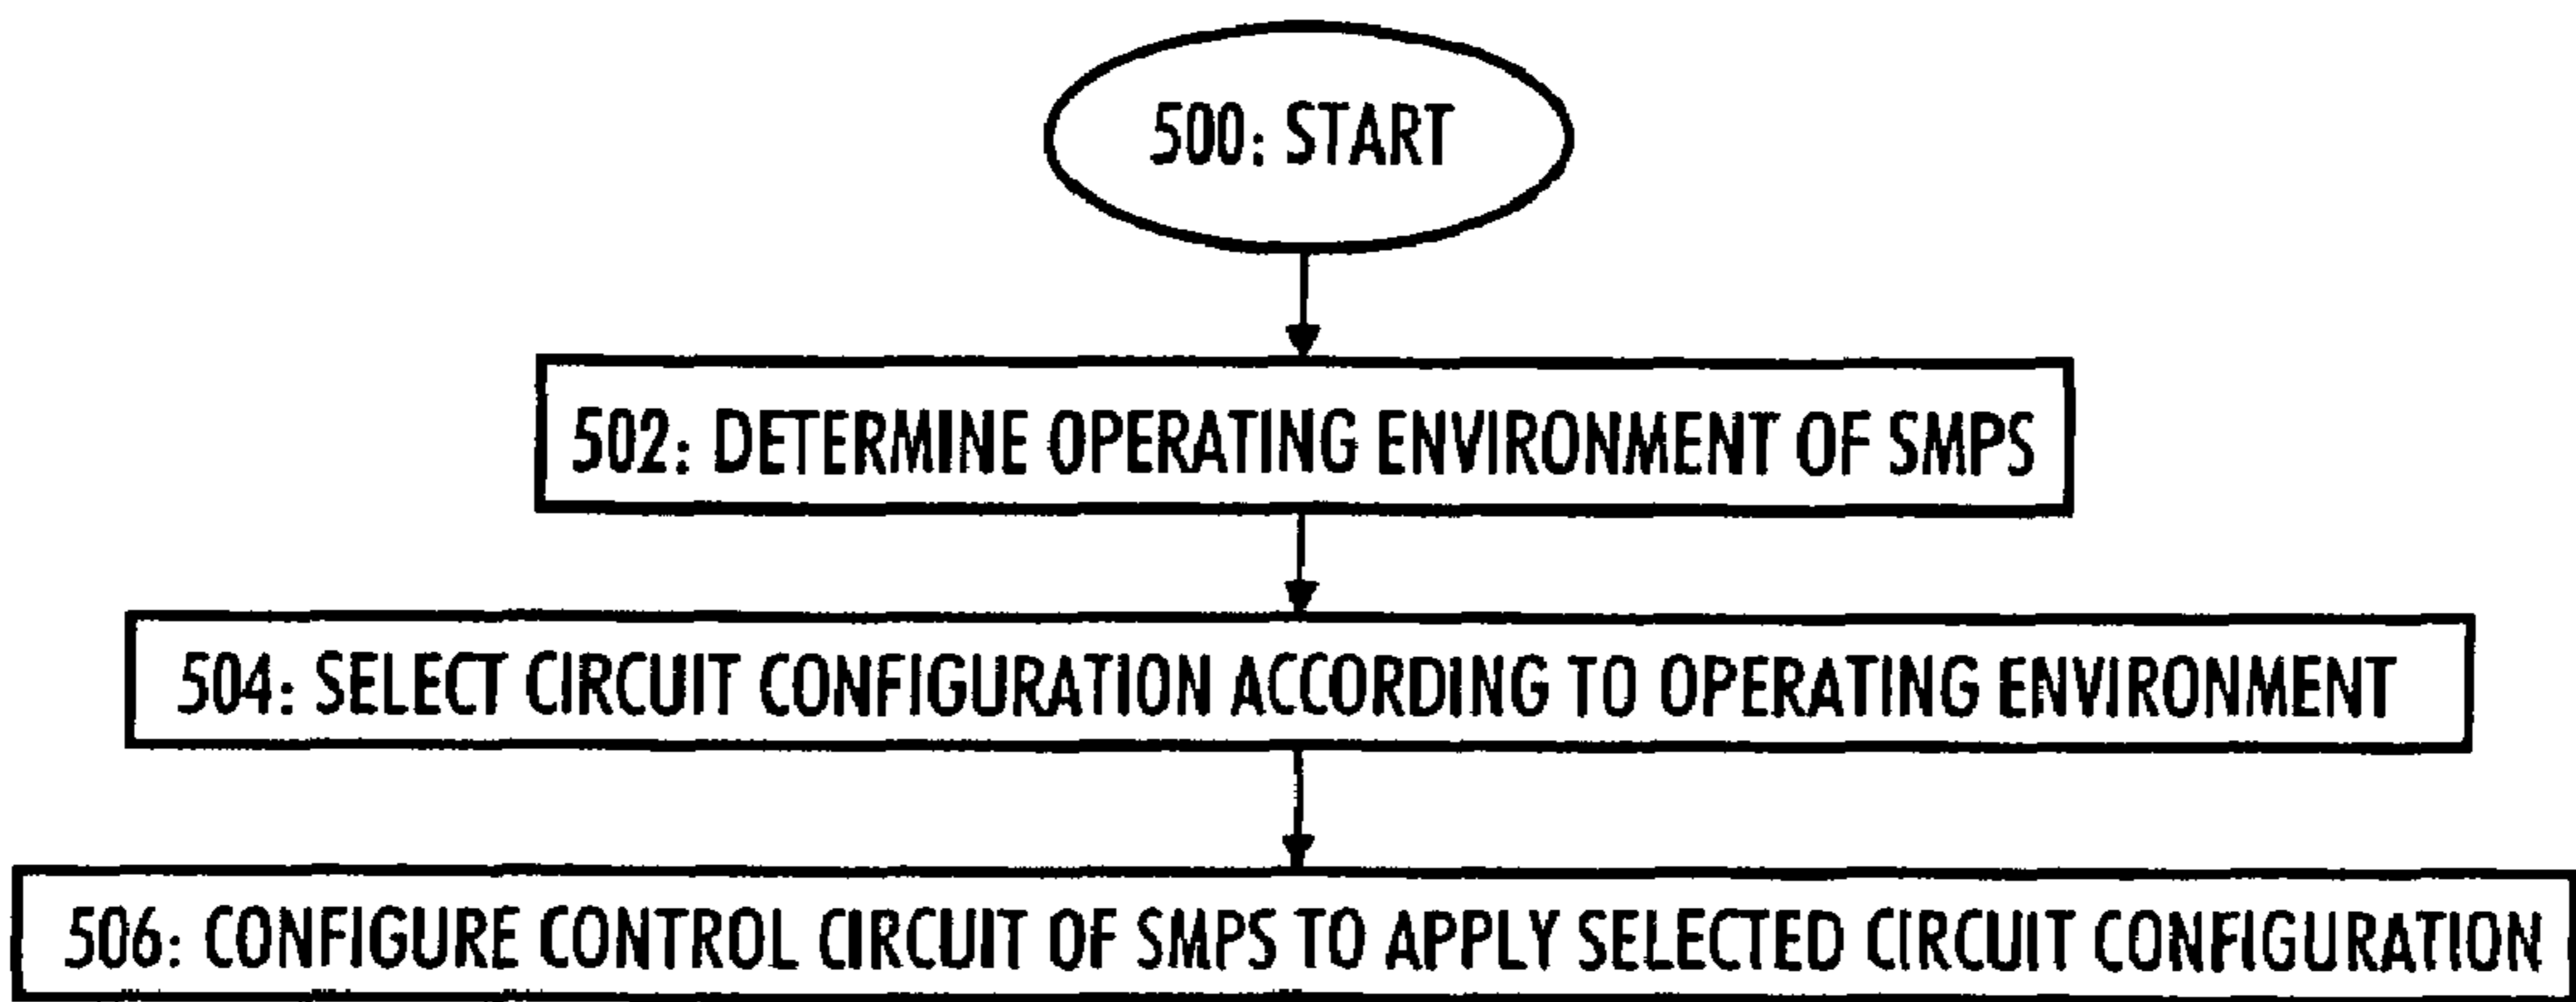 500: START
502: DETERMINE OPERATING ENVIRONMENT OF SMPS
504: SELECT CIRCUIT CONFIGURATION ACCORDING TO OPERATING ENVIRONMENT
506: CONFIGURE CONTROL CIRCUIT OF SMPS TO APPLY SELECTED CIRCUIT CONFIGURATION